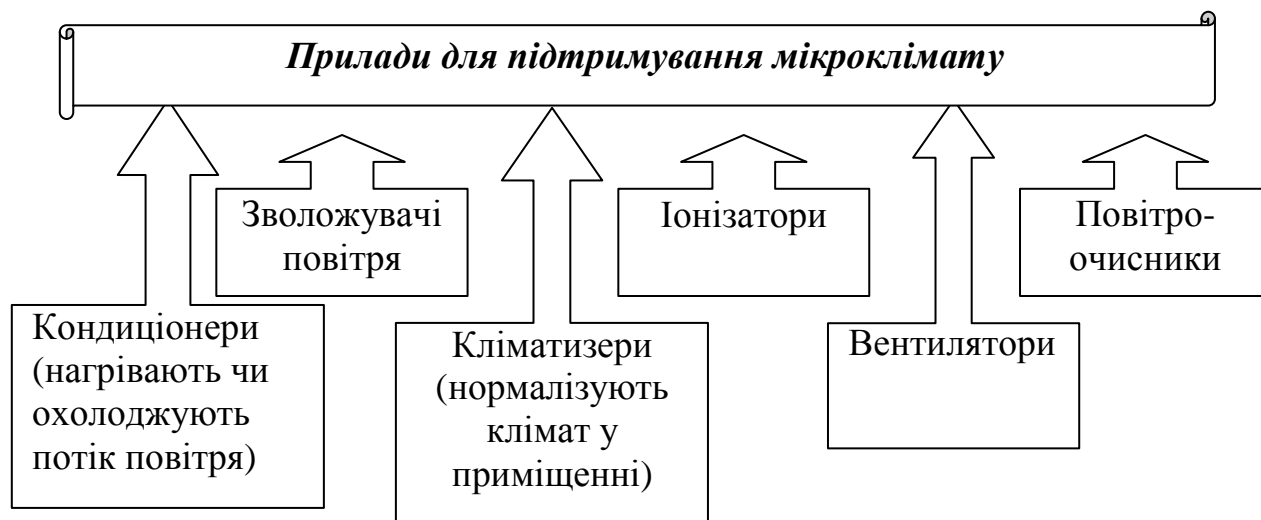 Прилади для підтримування мікроклімату
Зволожувачі
повітря
Іонізатори
Повітро-
очисники
Кондиціонери
(нагрівають чи
охолоджують
потік повітря)
Кліматизери
(нормалізують
клімат у
приміщенні)
Вентилятори